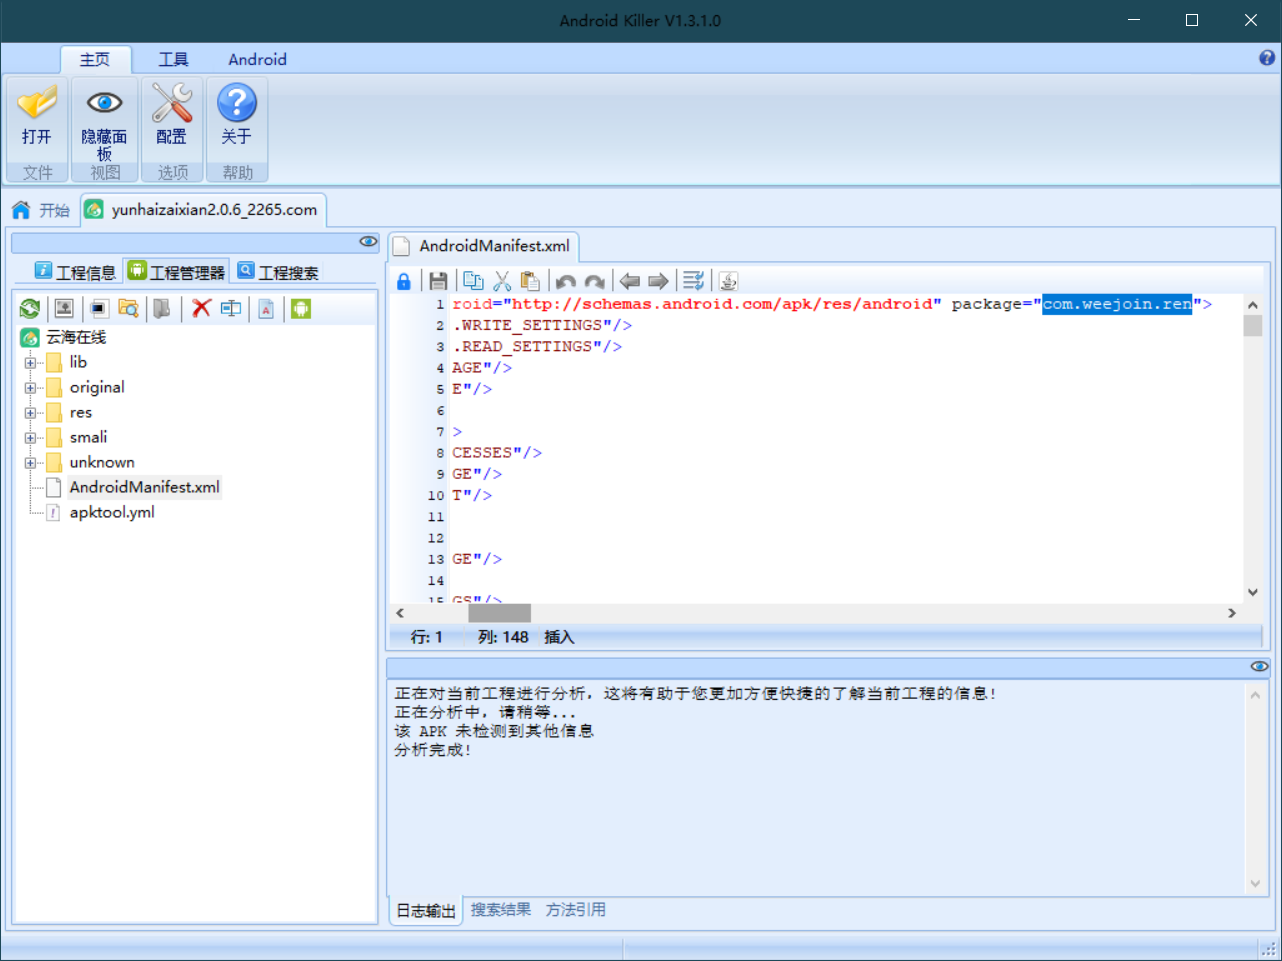 Android Killer V1.3.1.0
主页 工具 Android
打开 隐藏面板 配置 关于
文件 视图 选项 帮助
开始 yunhaizaixian2.0.6_2265.com
工程信息 工程管理器 工程搜索
云海在线
lib
original
res
smali
unknown
AndroidManifest.xml
apktool.yml
AndroidManifest.xml
1 roid="http://schemas.android.com/apk/res/android" package="com.weejoin.ren">
2 .WRITE_SETTINGS"/>
3 .READ_SETTINGS"/>
4 AGE"/>
5 E"/>
6
7 >
8 CESSES"/>
9 GE"/>
10 T"/>
11
12
13 GE"/>
14
15 GS"/>
行: 1 列: 148 插入
正在对当前工程进行分析，这将有助于您更加方便快捷的了解当前工程的信息!
正在分析中，请稍等...
该 APK 未检测到其他信息
分析完成!
日志输出 搜索结果 方法引用